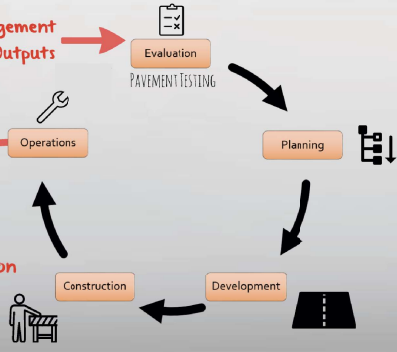 gement
Outputs
Evaluation
PAVEMENT TESTING
Operations
Planning
on
Construction
Development